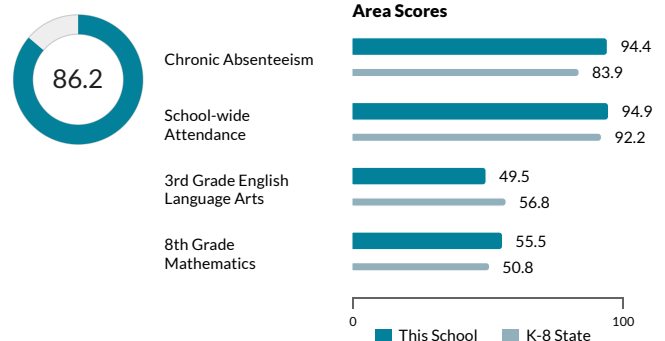 Area Scores
86.2
Chronic Absenteeism
94.4
83.9
School-wide
Attendance
94.9
92.2
3rd Grade English
Language Arts
49.5
56.8
8th Grade
Mathematics
55.5
50.8
0
100
This School
K-8 State